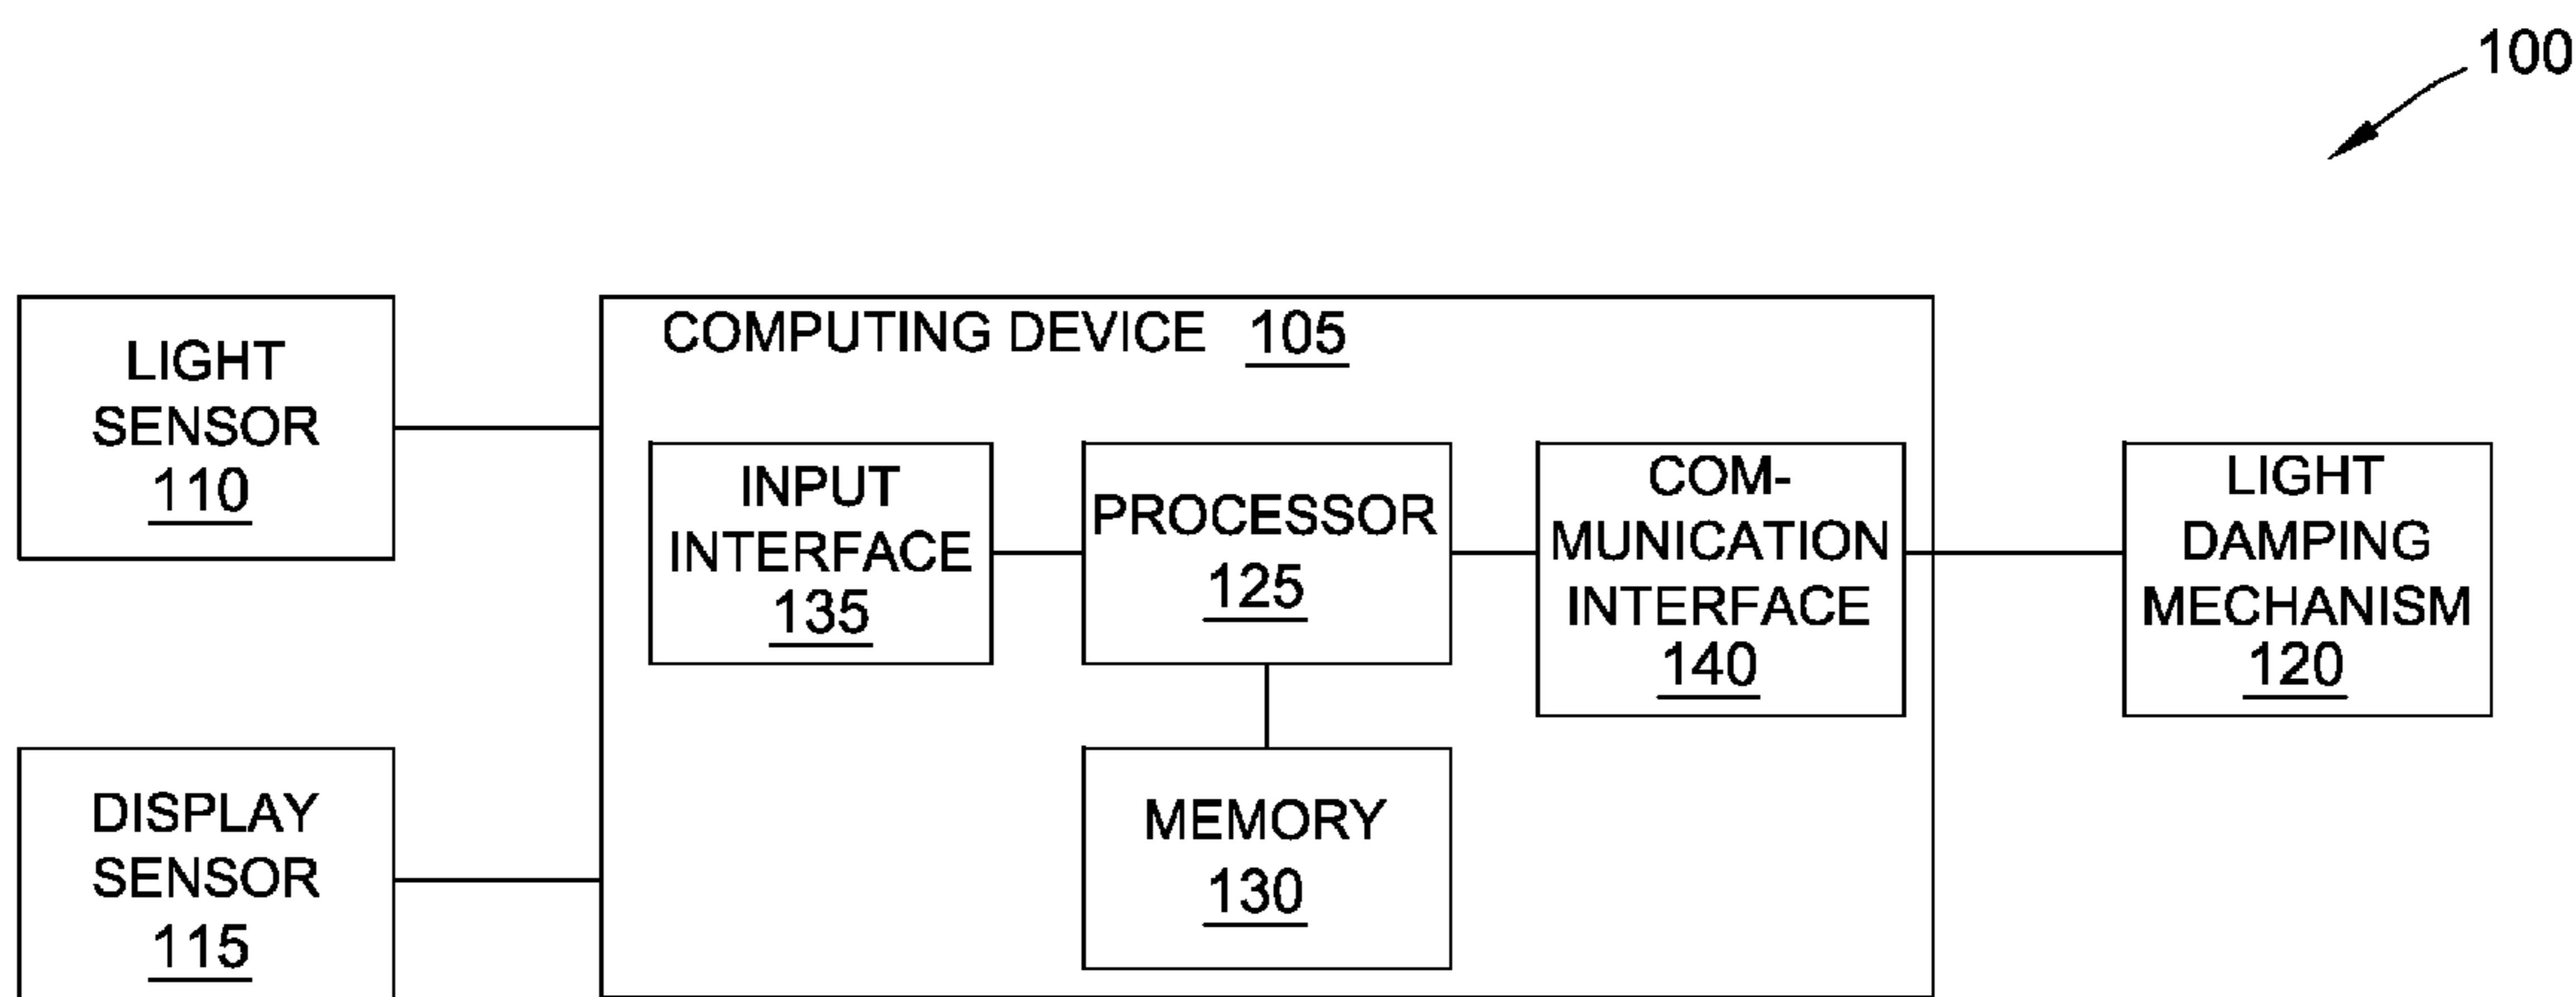 100
COMPUTING DEVICE 105
LIGHT
SENSOR
110
INPUT
INTERFACE
135
PROCESSOR
125
COM-
MUNICATION
INTERFACE
140
LIGHT
DAMPING
MECHANISM
120
DISPLAY
SENSOR
115
MEMORY
130